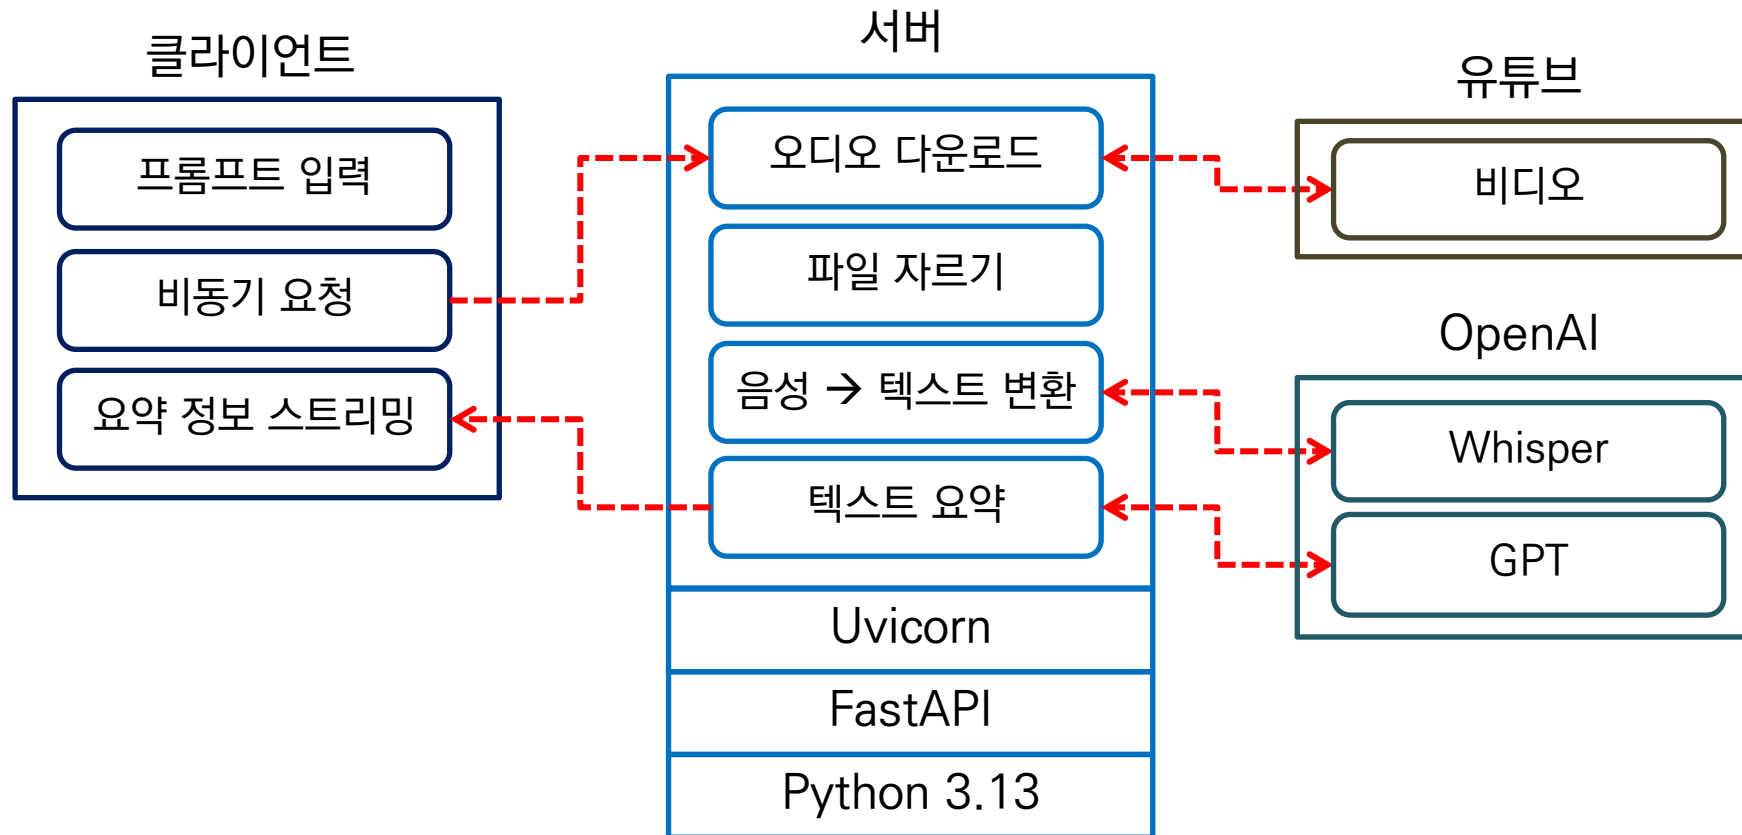 클라이언트
프롬프트 입력
비동기 요청
요약 정보 스트리밍
서버
오디오 다운로드
파일 자르기
음성 → 텍스트 변환
텍스트 요약
Uvicorn
FastAPI
Python 3.13
유튜브
비디오
OpenAI
Whisper
GPT